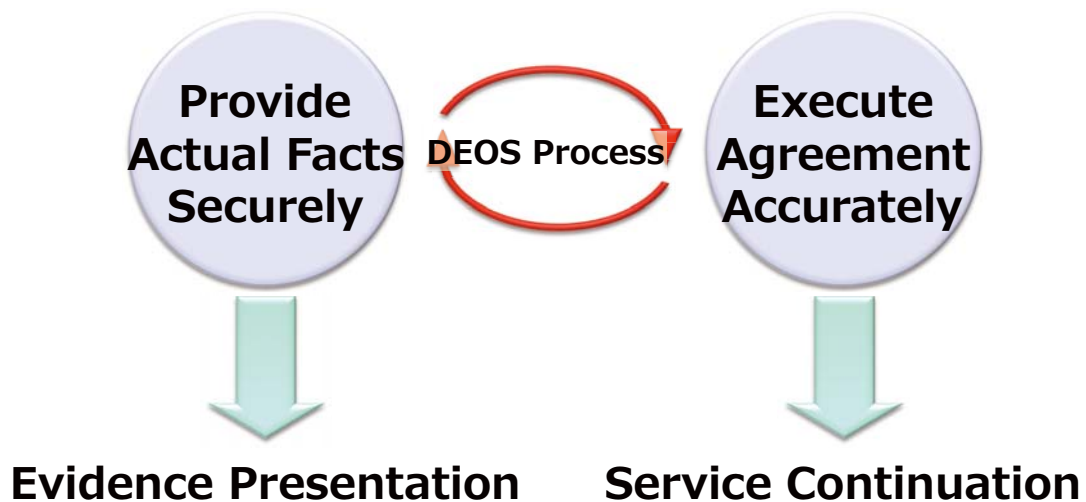 Provide
Actual Facts
Securely
DEOS Process
Execute
Agreement
Accurately
Evidence Presentation
Service Continuation